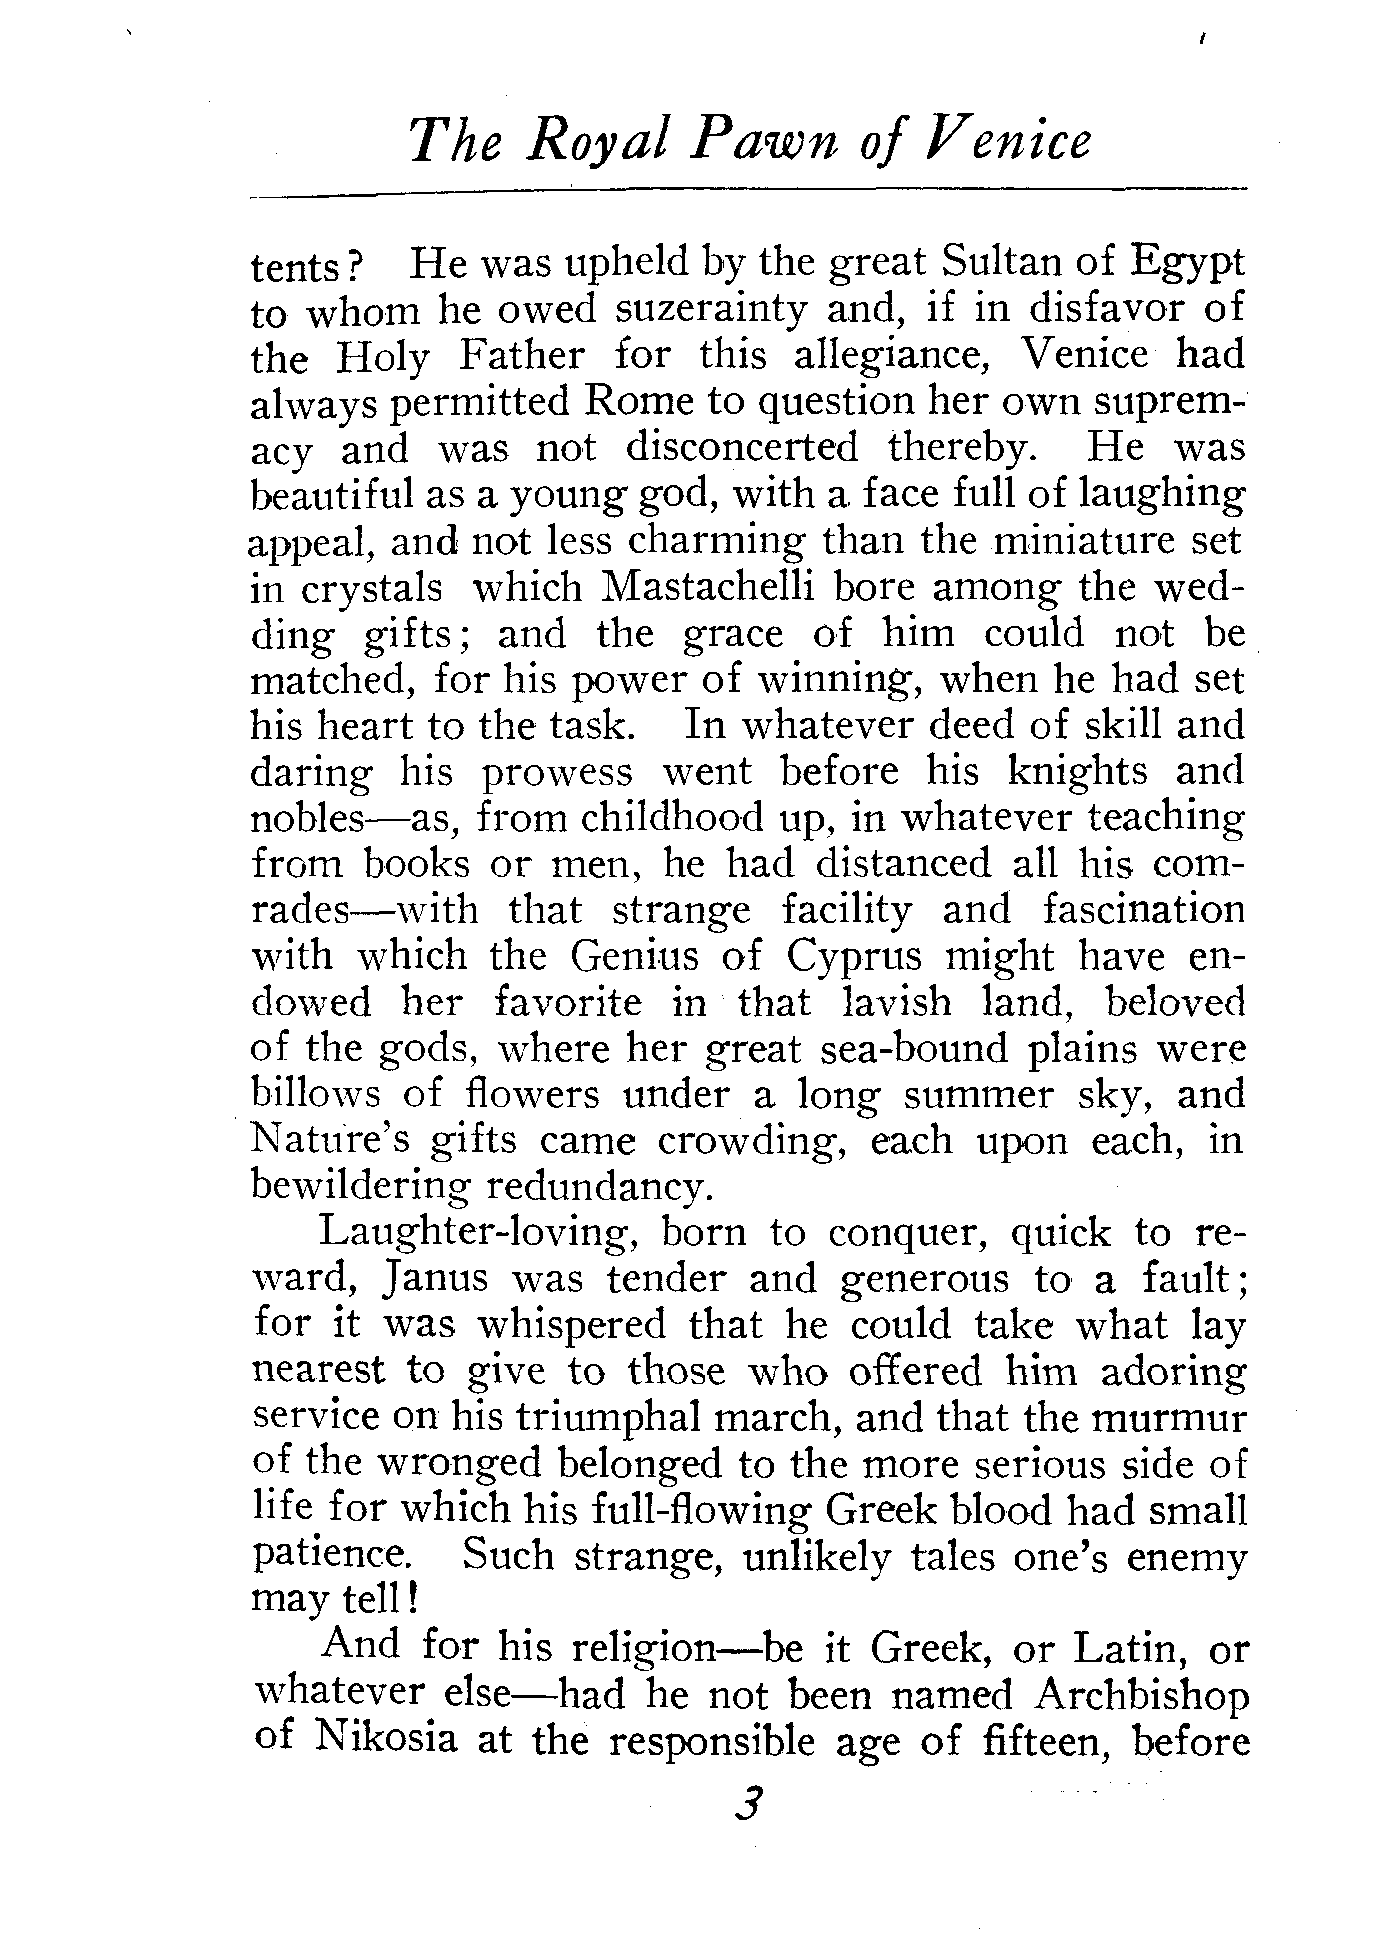 The Royal Pawn of Venice
tents? He was upheld by the great Sultan of Egypt
to whom he owed suzerainty and, if in disfavor of
the Holy Father for this allegiance, Venice had
always permitted Rome to question her own suprem-
acy and was not disconcerted thereby. He was
beautiful as a young god, with a face full of laughing
appeal, and not less charming than the miniature set
in crystals which Mastachelli bore among the wed-
ding gifts; and the grace of him could not be
matched, for his power of winning, when he had set
his heart to the task. In whatever deed of skill and
daring his prowess went before his knights and
nobles—as, from childhood up, in whatever teaching
from books or men, he had distanced all his com-
rades—with that strange facility and fascination
with which the Genius of Cyprus might have en-
dowed her favorite in that lavish land, beloved
of the gods, where her great sea-bound plains were
billows of flowers under a long summer sky, and
Nature's gifts came crowding, each upon each, in
bewildering redundancy.
Laughter-loving, born to conquer, quick to re-
ward, Janus was tender and generous to a fault;
for it was whispered that he could take what lay
nearest to give to those who offered him adoring
service on his triumphal march, and that the murmur
of the wronged belonged to the more serious side of
life for which his full-flowing Greek blood had small
patience. Such strange, unlikely tales one's enemy
may tell!
And for his religion—be it Greek, or Latin, or
whatever else—had he not been named Archbishop
of Nikosia at the responsible age of fifteen, before
3